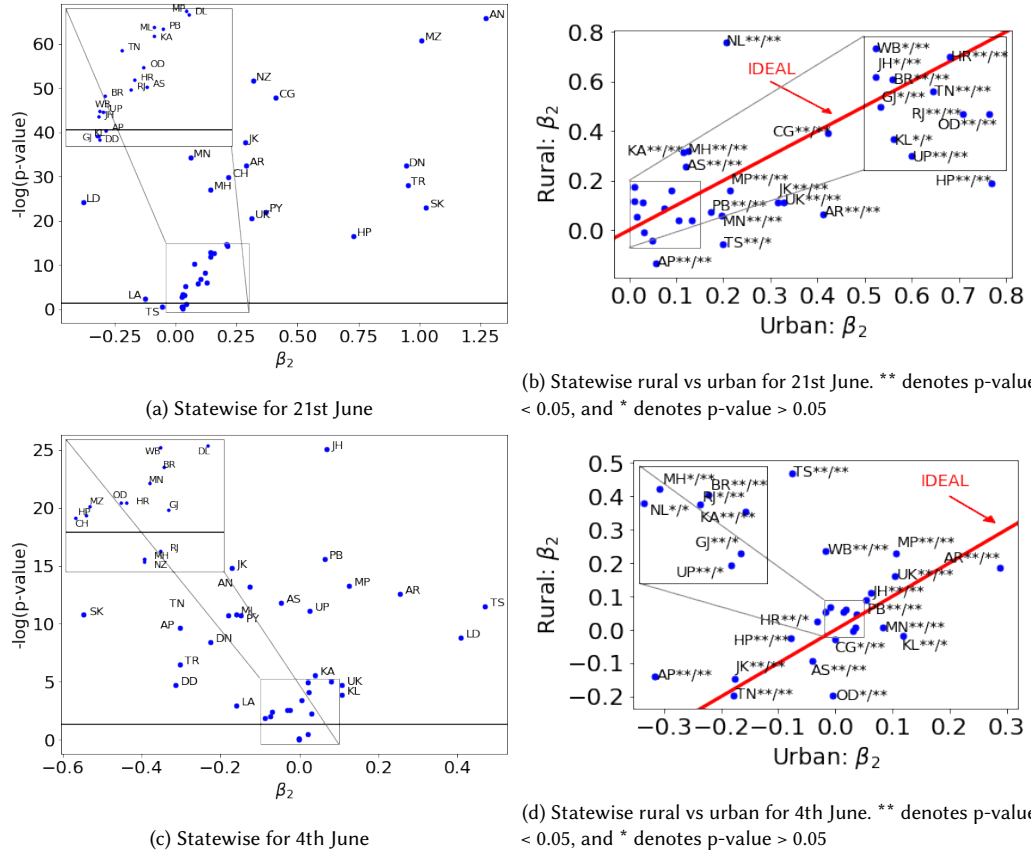 MP
DL
ML
PB
KA
TN
OD
HR
RJ
AS
BR
WB
UP
JH
AP
GJ
KL
DD
AN
MZ
NZ
CG
JK
MN
AR
CH
MH
DN
TR
SK
LD
PY
UK
HP
LA
TS
60
50
40
30
20
10
0
-log(p-value)
−0.25
0.00
0.25
0.50
0.75
1.00
1.25
β₂
(a) Statewise for 21st June
NL**/**
IDEAL
WB*/**
HR**/**
JH*/**
BR**/**
GJ*/**
TN**/**
RJ**/**
OD**/**
KL*/*
UP**/**
CG**/**
KA**/**
MH**/**
AS**/**
MP**/**
JK**/**
UK**/**
HP**/**
PB**/**
MN**/**
AR**/**
TS**/*
AP**/**
0.8
0.6
0.4
0.2
0.0
Rural: β₂
0.0 0.1 0.2 0.3 0.4 0.5 0.6 0.7 0.8
Urban: β₂
(b) Statewise rural vs urban for 21st June. ** denotes p-value
< 0.05, and * denotes p-value > 0.05
WB
DL
BR
MN
OD
MZ
HR
GJ
HP
CH
RJ
MH
NZ
JH
JK
PB
AN
MP
AR
TN
AS
SK
ML
PY
UP
TS
AP
DN
LD
TR
DD
KA
UK
KL
LA
25
20
15
10
5
0
-log(p-value)
−0.6
−0.4
−0.2
0.0
0.2
0.4
β₂
(c) Statewise for 4th June
MH*/**
BR**/**
RJ*/**
NL*/*
KA**/**
GJ**/*
UP**/*
TS**/**
IDEAL
WB**/**
MP**/**
AR**/**
UK**/**
JH**/**
PB**/**
HR**/*
MN**/**
HP**/**
CG*/**
KL**/*
AS**/**
AP**/**
JK**/**
TN**/**
OD*/**
0.5
0.4
0.3
0.2
0.1
0.0
−0.1
−0.2
Rural: β₂
−0.3 −0.2 −0.1 0.0 0.1 0.2 0.3
Urban: β₂
(d) Statewise rural vs urban for 4th June. ** denotes p-value
< 0.05, and * denotes p-value > 0.05